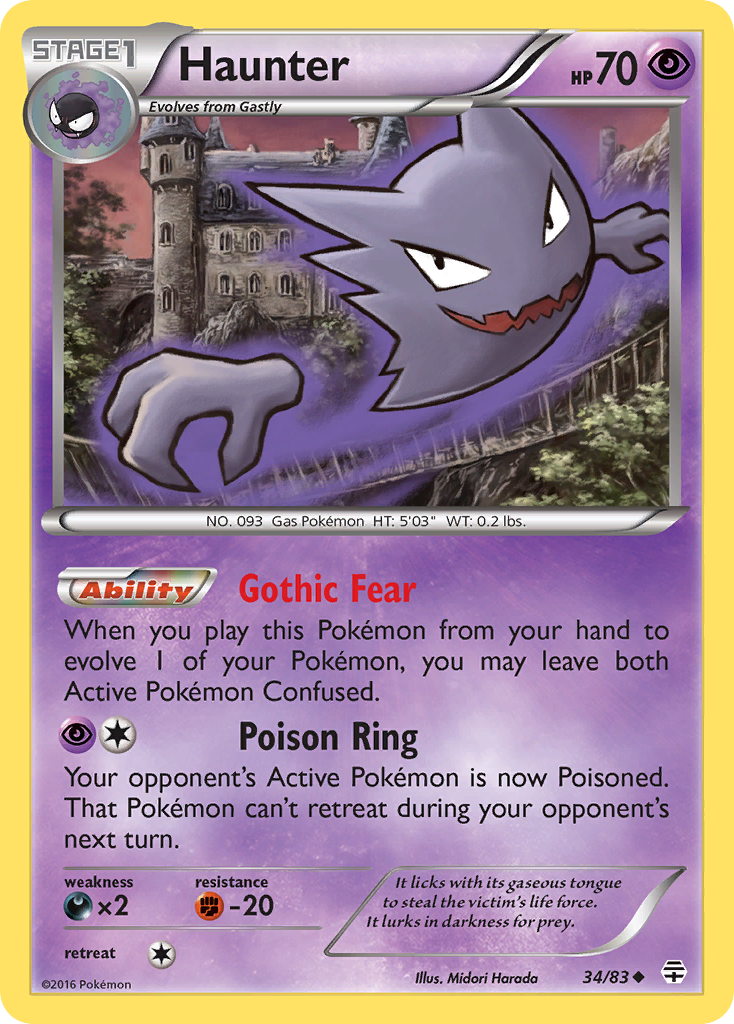 STAGE1
Haunter
HP70
Evolves from Gastly
NO. 093 Gas Pokémon HT: 5'03" WT: 0.2 lbs.
Ability Gothic Fear
When you play this Pokémon from your hand to
evolve 1 of your Pokémon, you may leave both
Active Pokémon Confused.
Poison Ring
Your opponent's Active Pokémon is now Poisoned.
That Pokémon can't retreat during your opponent's
next turn.
weakness resistance
×2 -20
It licks with its gaseous tongue
to steal the victim's life force.
It lurks in darkness for prey.
retreat
©2016 Pokémon
Illus. Midori Harada
34/83